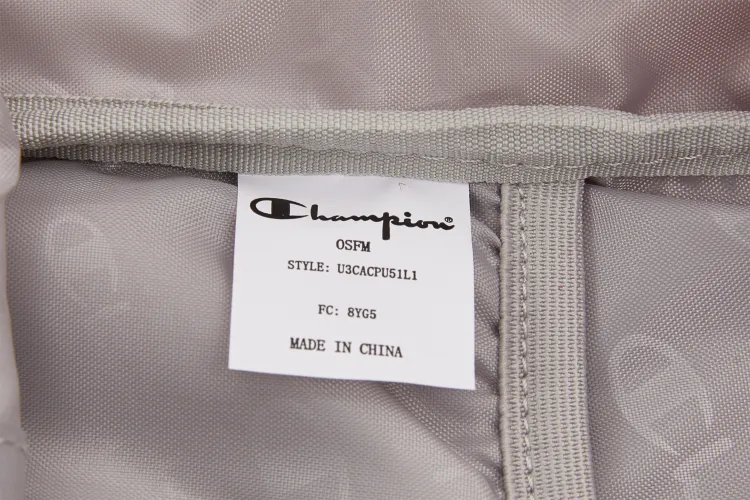 Champion®
OSFM
STYLE: U3CACPU51L1
FC: 8YG5
MADE IN CHINA